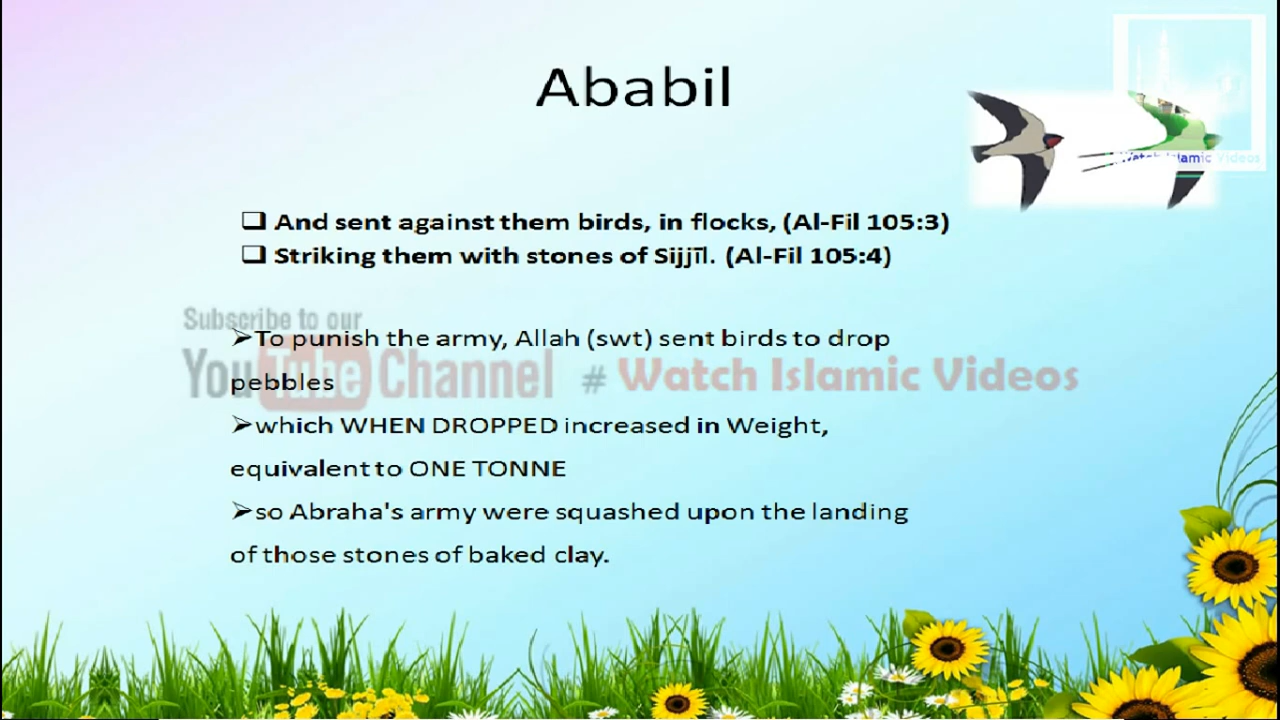 Ababil
Watch Islamic Videos
❑ And sent against them birds, in flocks, (Al-Fil 105:3)
❑ Striking them with stones of Sijjīl. (Al-Fil 105:4)
Subscribe to our
➢To punish the army, Allah (swt) sent birds to drop
YouTube Channel # Watch Islamic Videos
pebbles
➢which WHEN DROPPED increased in Weight,
equivalent to ONE TONNE
➢so Abraha's army were squashed upon the landing
of those stones of baked clay.